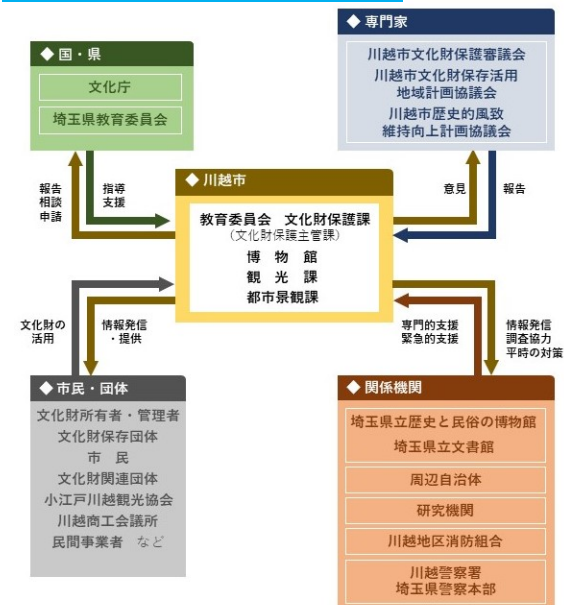 ◆ 国・県
文化庁
埼玉県教育委員会
◆ 専門家
川越市文化財保護審議会
川越市文化財保存活用
地域計画協議会
川越市歴史的風致
維持向上計画協議会
報告
相談
申請
指導
支援
◆ 川越市
教育委員会 文化財保護課
(文化財保護主管課)
博 物 館
観 光 課
都市景観課
意見
報告
文化財の
活用
情報発信
・提供
専門的支援
緊急的支援
情報発信
調査協力
平時の対策
◆ 市民・団体
文化財所有者・管理者
文化財保存団体
市 民
文化財関連団体
小江戸川越観光協会
川越商工会議所
民間事業者 など
◆ 関係機関
埼玉県立歴史と民俗の博物館
埼玉県立文書館
周辺自治体
研究機関
川越地区消防組合
川越警察署
埼玉県警察本部